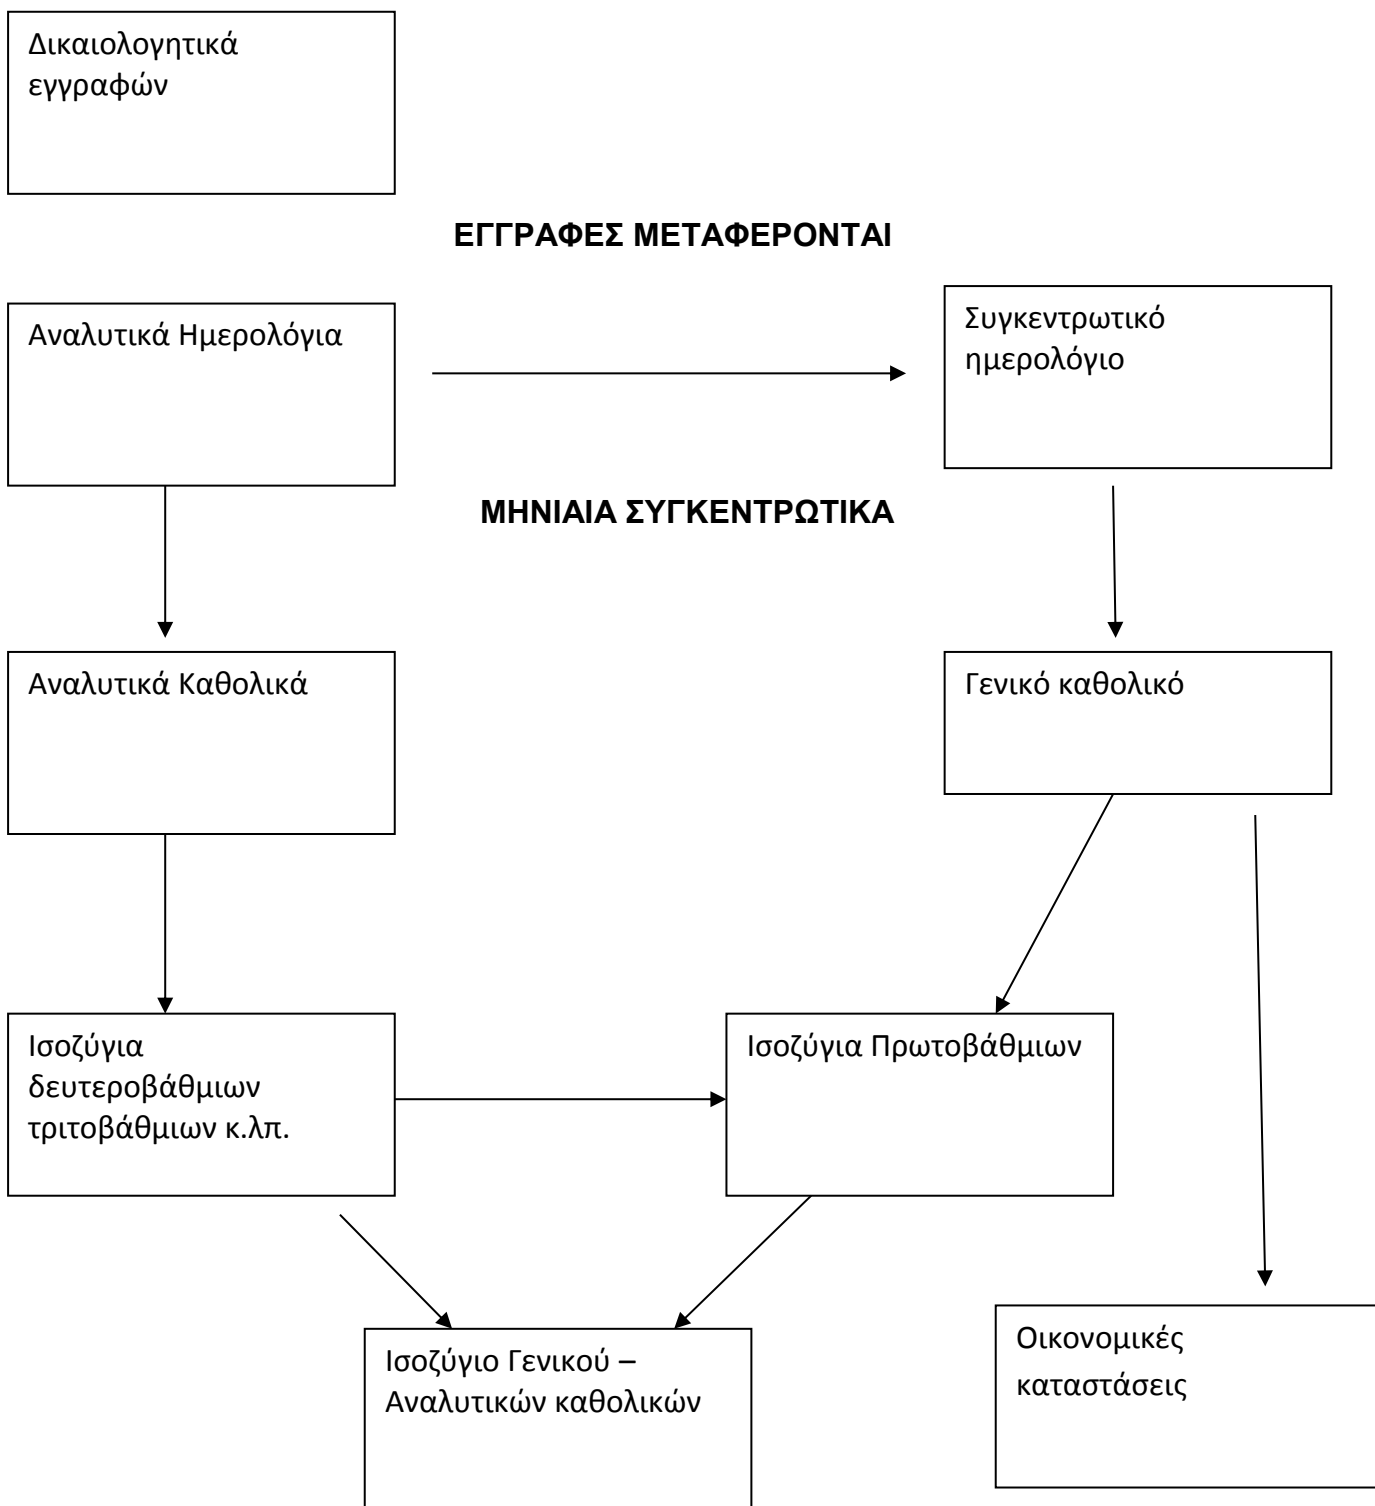 Δικαιολογητικά
εγγραφών
ΕΓΓΡΑΦΕΣ ΜΕΤΑΦΕΡΟΝΤΑΙ
Αναλυτικά Ημερολόγια
Συγκεντρωτικό
ημερολόγιο
ΜΗΝΙΑΙΑ ΣΥΓΚΕΝΤΡΩΤΙΚΑ
Αναλυτικά Καθολικά
Γενικό καθολικό
Ισοζύγια
δευτεροβάθμιων
τριτοβάθμιων κ.λπ.
Ισοζύγια Πρωτοβάθμιων
Ισοζύγιο Γενικού –
Αναλυτικών καθολικών
Οικονομικές
καταστάσεις